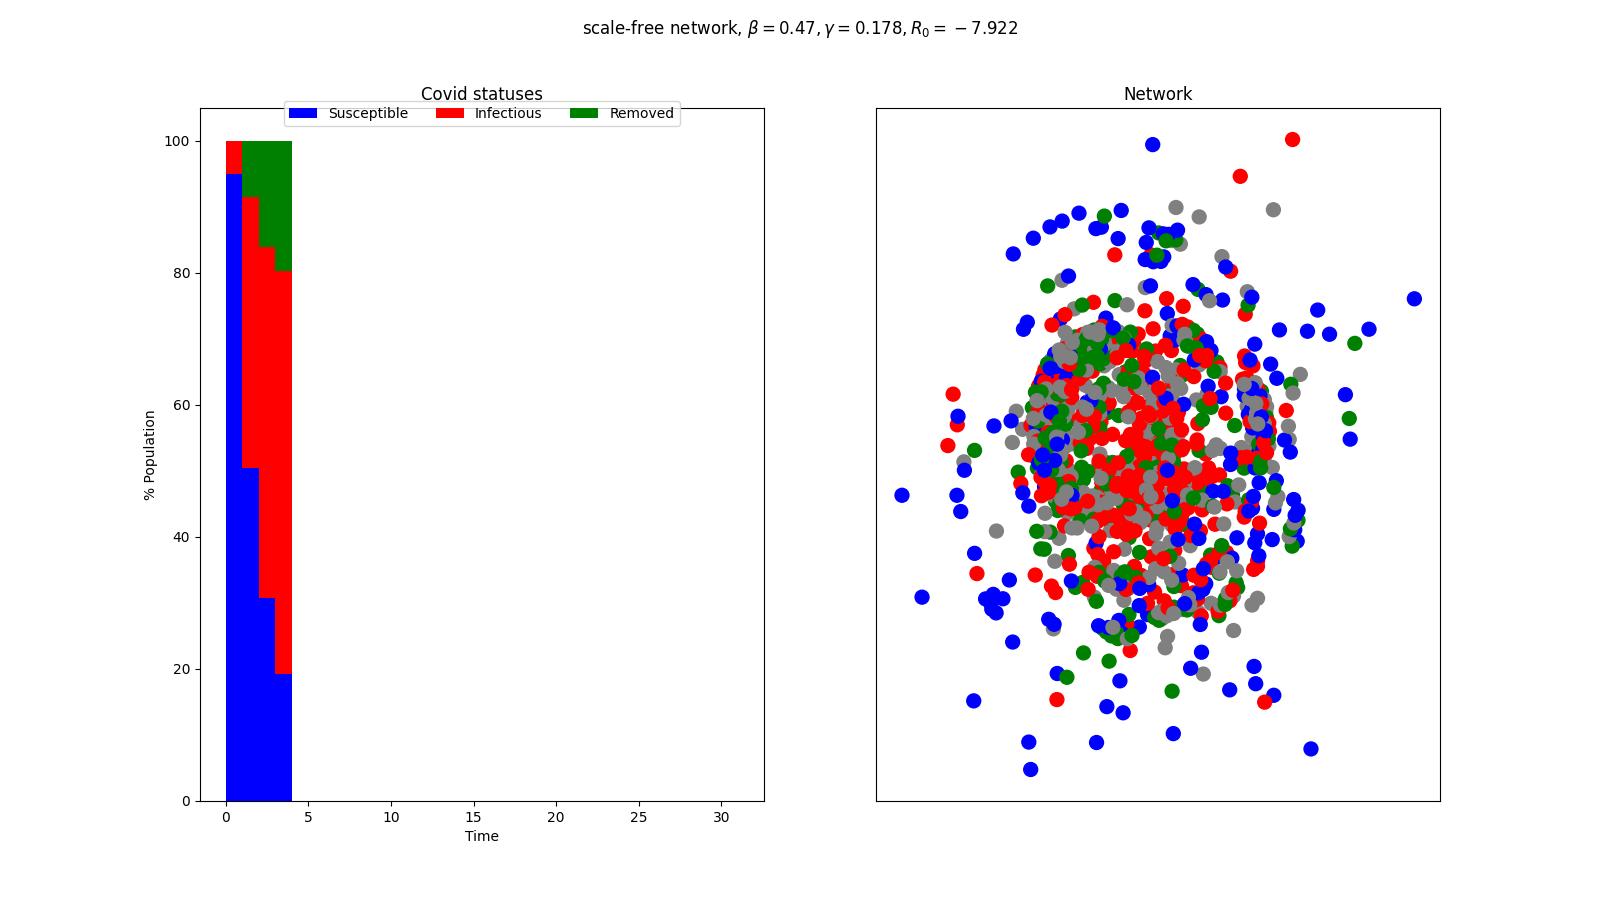 scale-free network, β = 0.47, γ = 0.178, R₀ = − 7.922
Covid statuses
Susceptible Infectious Removed
100
80
60
40
20
0
% Population
0 5 10 15 20 25 30
Time
Network